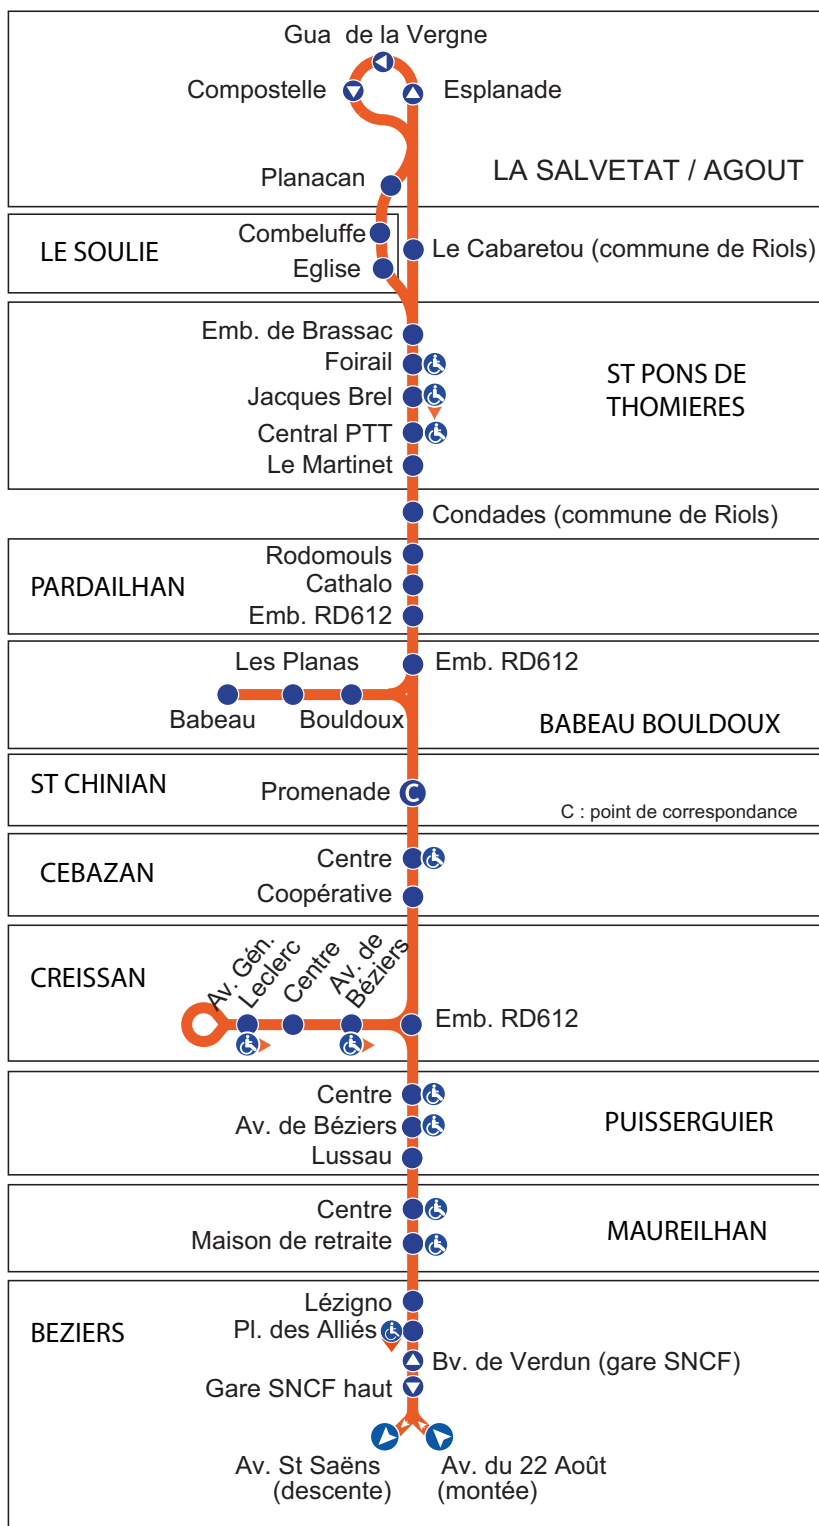 Gua de la Vergne
Compostelle
Esplanade
Planacan
LA SALVETAT / AGOUT
LE SOULIE
Combeluffe
Le Cabaretou (commune de Riols)
Eglise
Emb. de Brassac
Foirail
Jacques Brel
Central PTT
Le Martinet
ST PONS DE
THOMIERES
Condades (commune de Riols)
PARDAILHAN
Rodomouls
Cathalo
Emb. RD612
Les Planas
Emb. RD612
Babeau
Bouldoux
BABEAU BOULDOUX
ST CHINIAN
Promenade
C
C : point de correspondance
CEBAZAN
Centre
Coopérative
CREISSAN
Av. Gén.
Leclerc
Centre
Av. de
Béziers
Emb. RD612
Centre
Av. de Béziers
Lussau
PUISSERGUIER
Centre
Maison de retraite
MAUREILHAN
BEZIERS
Lézigno
Pl. des Alliés
Bv. de Verdun (gare SNCF)
Gare SNCF haut
Av. St Saëns
(descente)
Av. du 22 Août
(montée)